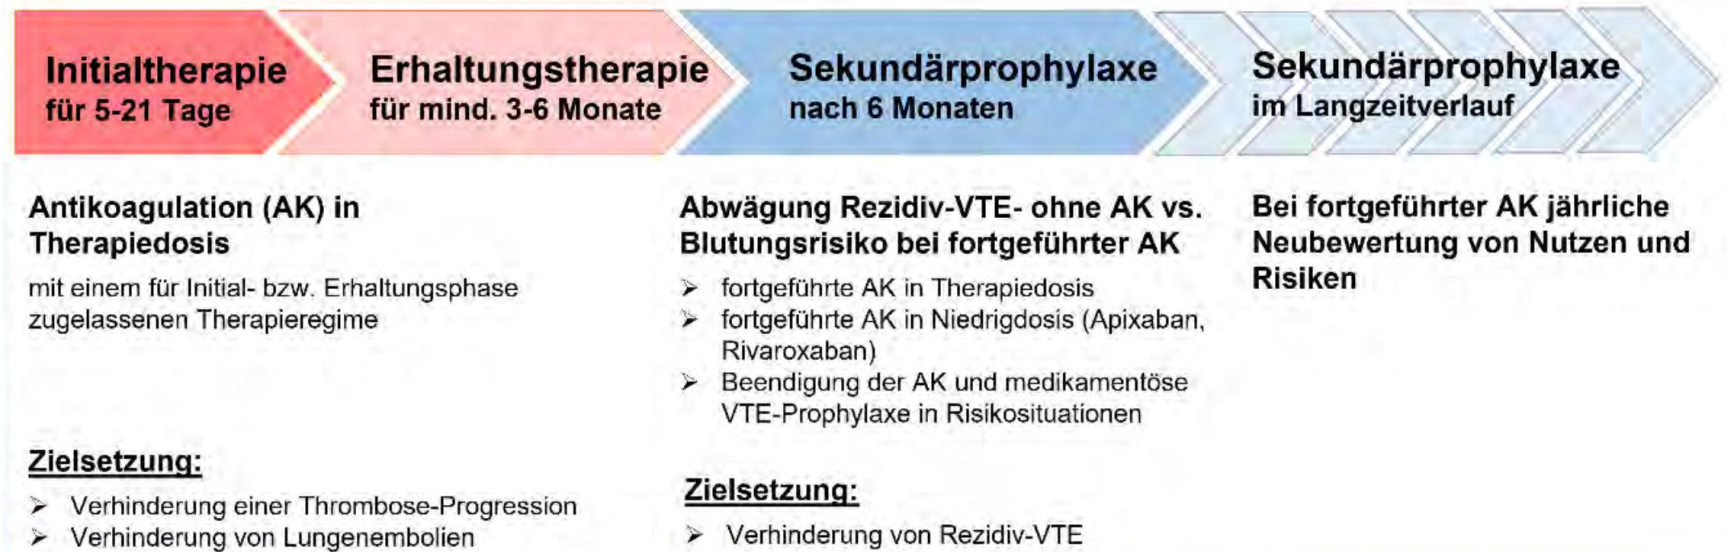 Initialtherapie
für 5-21 Tage
Erhaltungstherapie
für mind. 3-6 Monate
Sekundärprophylaxe
nach 6 Monaten
Sekundärprophylaxe
im Langzeitverlauf
Antikoagulation (AK) in
Therapiedosis
mit einem für Initial- bzw. Erhaltungsphase
zugelassenen Therapieregime
Zielsetzung:
➢ Verhinderung einer Thrombose-Progression
➢ Verhinderung von Lungenembolien
Abwägung Rezidiv-VTE- ohne AK vs.
Blutungsrisiko bei fortgeführter AK
➢ fortgeführte AK in Therapiedosis
➢ fortgeführte AK in Niedrigdosis (Apixaban,
Rivaroxaban)
➢ Beendigung der AK und medikamentöse
VTE-Prophylaxe in Risikosituationen
Zielsetzung:
➢ Verhinderung von Rezidiv-VTE
Bei fortgeführter AK jährliche
Neubewertung von Nutzen und
Risiken